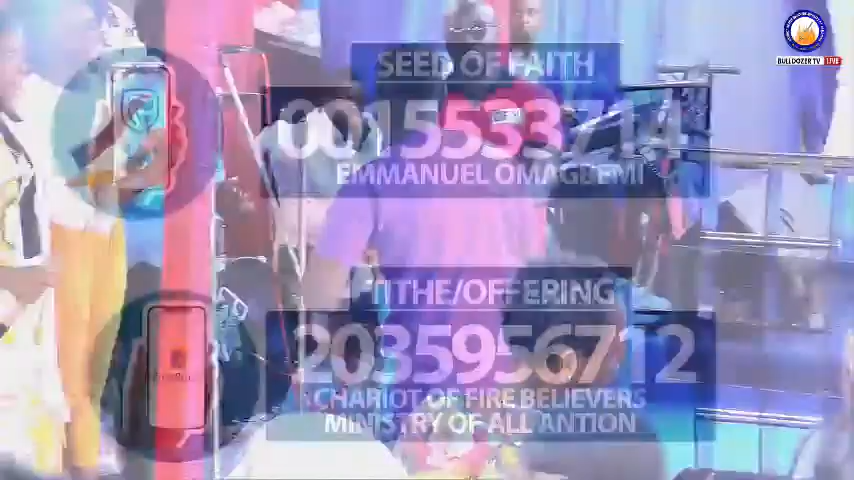 BULLDOZER TV LIVE
SEED OF FAITH
0015533714
EMMANUEL OMAGBEMI
TITHE/OFFERING
2035956712
CHARIOT OF FIRE BELIEVERS
MINISTRY OF ALL ANTION